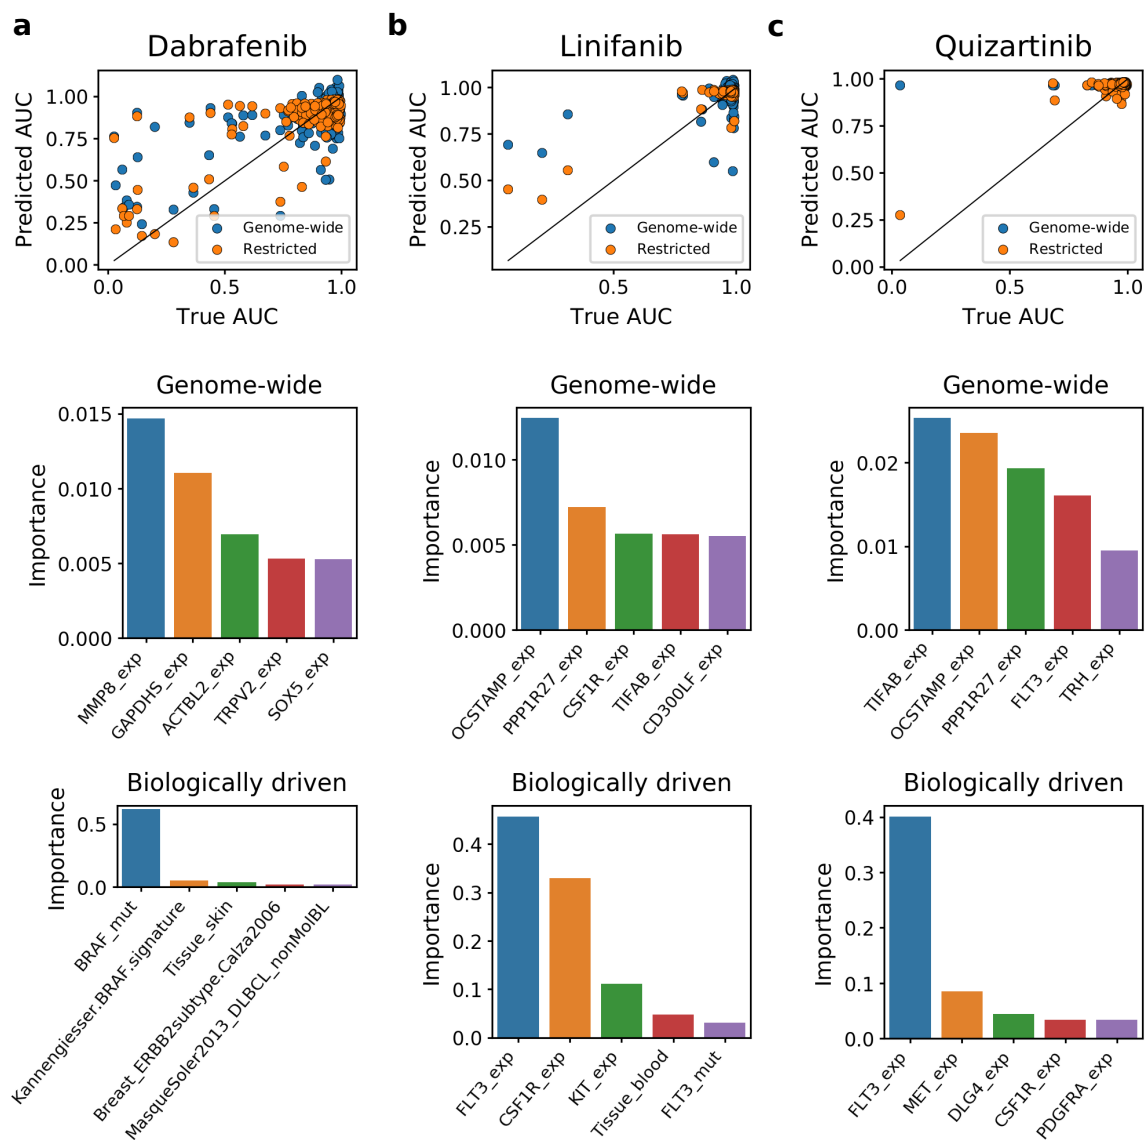 a
Dabrafenib
Predicted AUC
1.00
0.75
0.50
0.25
0.00
Genome-wide
Restricted
0.0
0.5
1.0
True AUC
b
Linifanib
Predicted AUC
1.00
0.75
0.50
0.25
Genome-wide
Restricted
0.5
1.0
True AUC
c
Quizartinib
Predicted AUC
1.00
0.75
0.50
0.25
0.00
Genome-wide
Restricted
0.0
0.5
1.0
True AUC
Genome-wide
Importance
0.015
0.010
0.005
0.000
MMP8_exp
GAPDHS_exp
ACTBL2_exp
TRPV2_exp
SOX5_exp
Genome-wide
Importance
0.010
0.005
0.000
OCSTAMP_exp
PPP1R27_exp
CSF1R_exp
TIFAB_exp
CD300LF_exp
Genome-wide
Importance
0.02
0.01
0.00
TIFAB_exp
OCSTAMP_exp
PPP1R27_exp
FLT3_exp
TRH_exp
Biologically driven
Importance
0.5
0.0
BRAF_mut
Kannengiesser.BRAF.signature
Tissue_skin
Breast_ERBB2subtype.Calza2006
MasqueSoler2013_DLBCL_nonMolBL
Biologically driven
Importance
0.4
0.3
0.2
0.1
0.0
FLT3_exp
CSF1R_exp
KIT_exp
Tissue_blood
FLT3_mut
Biologically driven
Importance
0.4
0.3
0.2
0.1
0.0
FLT3_exp
MET_exp
DLG4_exp
CSF1R_exp
PDGFRA_exp